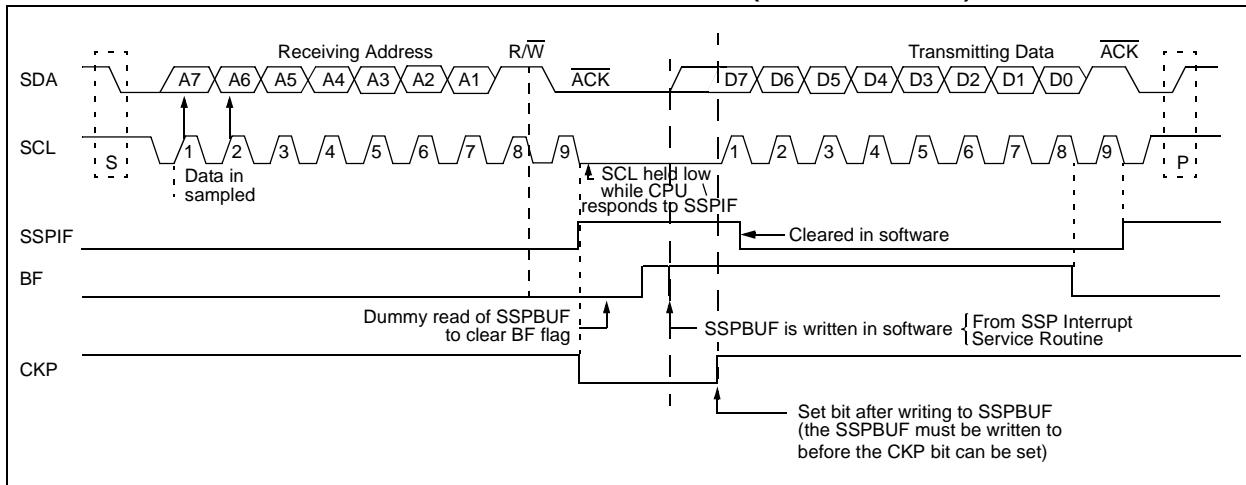 Receiving Address R/W Transmitting Data ACK
SDA A7 A6 A5 A4 A3 A2 A1 ACK D7 D6 D5 D4 D3 D2 D1 D0
SCL S 1 2 3 4 5 6 7 8 9 1 2 3 4 5 6 7 8 9 P
Data in
sampled
SCL held low
while CPU
responds to SSPIF
SSPIF
Cleared in software
BF
Dummy read of SSPBUF
to clear BF flag
SSPBUF is written in software
From SSP Interrupt
Service Routine
CKP
Set bit after writing to SSPBUF
(the SSPBUF must be written to
before the CKP bit can be set)